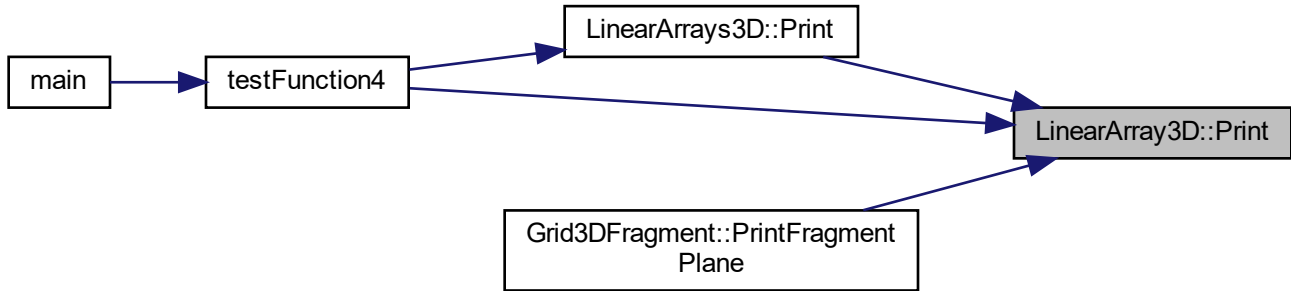 LinearArrays3D::Print
main
testFunction4
LinearArray3D::Print
Grid3DFragment::PrintFragment
Plane